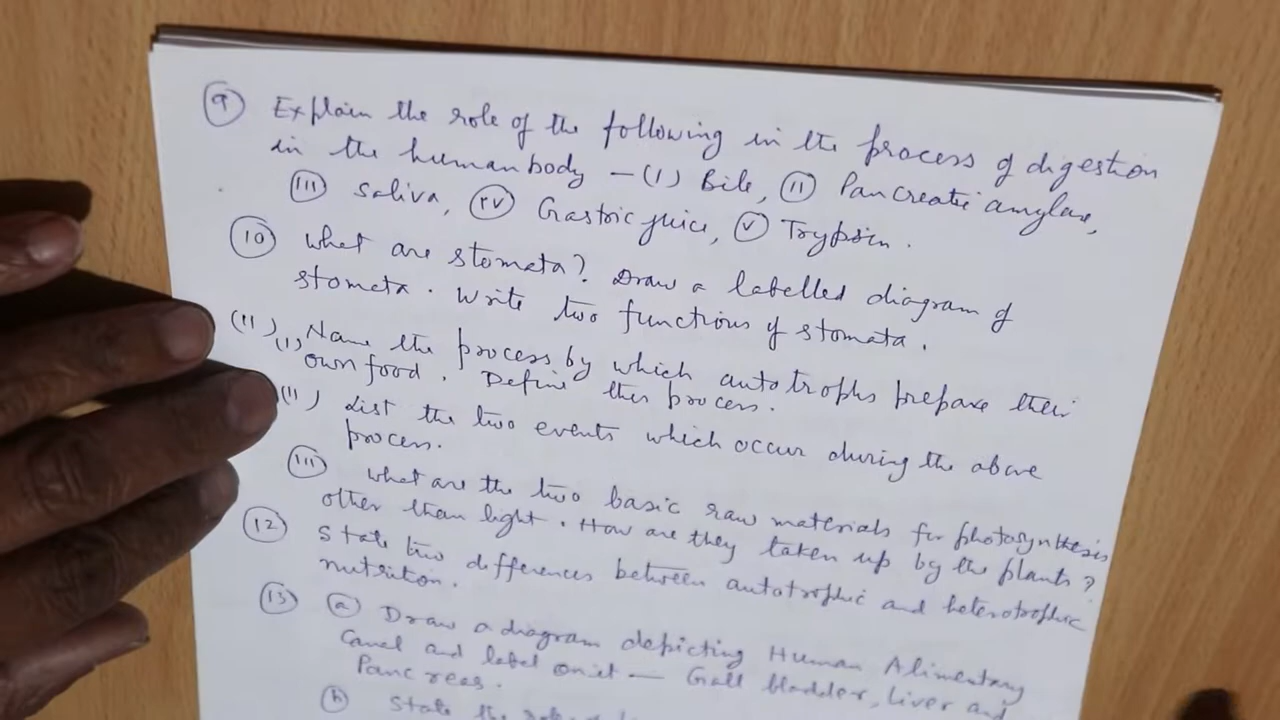 9 Explain the role of the following in the process of digestion
in the human body - (i) Bile, (ii) Pancreatic amylase,
(iii) Saliva, (iv) Gastric juice, (v) Trypsin.
10 What are stomata? Draw a labelled diagram of
stomata. Write two functions of stomata.
(11) (i) Name the process by which autotrophs prepare their
own food. Define this process.
(ii) List the two events which occur during the above
process.
(iii) What are the two basic raw materials for photosynthesis
other than light. How are they taken up by the plants?
12 State two differences between autotrophic and heterotrophic
nutrition.
13 (a) Draw a diagram depicting Human Alimentary
Canal and label on it - Gall bladder, Liver and
Pancreas.
(b) State the role of